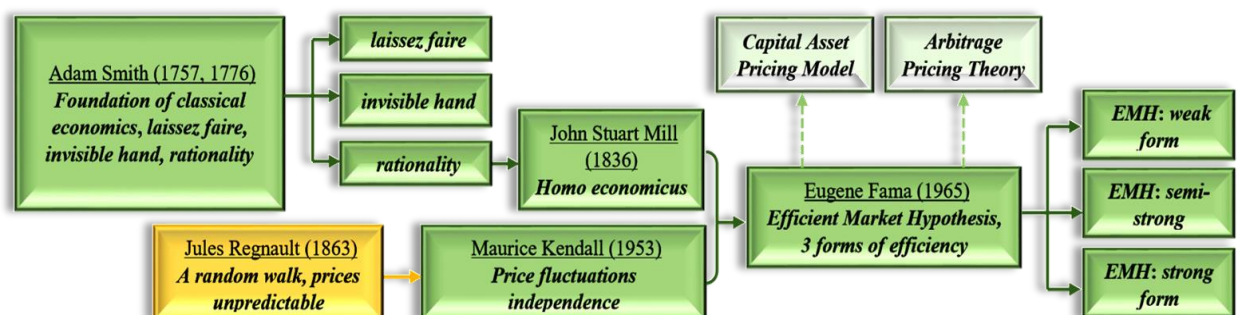 Adam Smith (1757, 1776)
Foundation of classical
economics, laissez faire,
invisible hand, rationality
laissez faire
invisible hand
rationality
John Stuart Mill
(1836)
Homo economicus
Jules Regnault (1863)
A random walk, prices
unpredictable
Maurice Kendall (1953)
Price fluctuations
independence
Capital Asset
Pricing Model
Arbitrage
Pricing Theory
Eugene Fama (1965)
Efficient Market Hypothesis,
3 forms of efficiency
EMH: weak
form
EMH: semi-
strong
EMH: strong
form